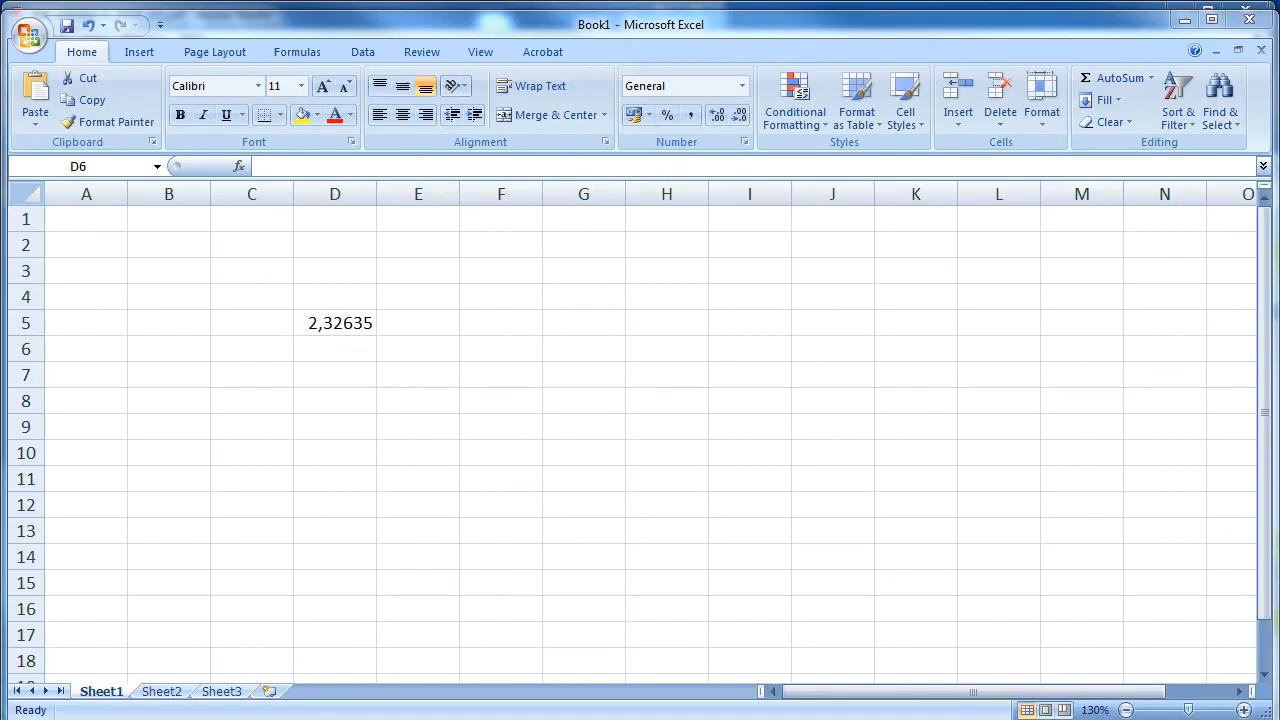 Book1 - Microsoft Excel
Home Insert Page Layout Formulas Data Review View Acrobat
Cut
Copy
Format Painter
Paste
Clipboard
Calibri 11
B I U
Font
Wrap Text
Merge & Center
Alignment
General
% ,
Number
Conditional Formatting
Format as Table
Cell Styles
Styles
Insert
Delete
Format
Cells
Σ AutoSum
Fill
Clear
Sort & Filter
Find & Select
Editing
D6 fx
A B C D E F G H I J K L M N O
1
2
3
4
5 2,32635
6
7
8
9
10
11
12
13
14
15
16
17
18
Sheet1 Sheet2 Sheet3
Ready 130%